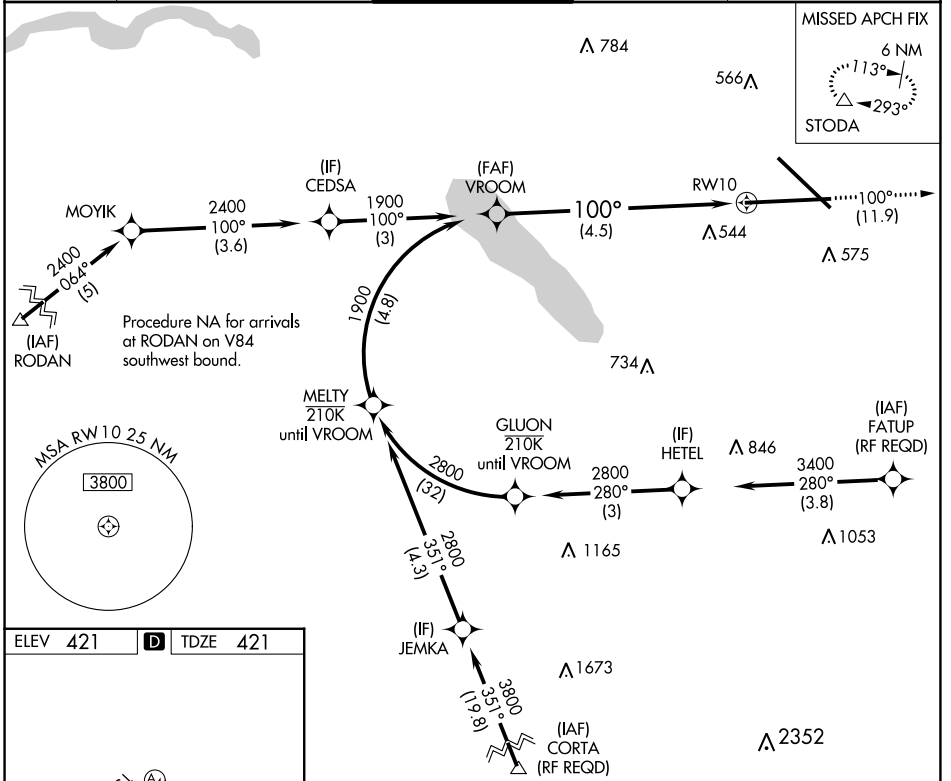 MISSED APCH FIX
6 NM
113°
293°
STODA
784
566
(IF)
CEDSA
(FAF)
VROOM
RW10
MOYIK
2400
100°
(3.6)
1900
100°
(3)
100°
(4.5)
100°
(11.9)
544
575
2400
064°
(5)
(IAF)
RODAN
Procedure NA for arrivals
at RODAN on V84
southwest bound.
1900
(4.8)
734
MELTY
210K
until VROOM
GLUON
210K
until VROOM
(IF)
HETEL
846
(IAF)
FATUP
(RF REQD)
MSA RW10 25 NM
3800
2800
(32)
2800
280°
(3)
3400
280°
(3.8)
1165
1053
2800
351°
(4.3)
(IF)
JEMKA
ELEV 421
D
TDZE 421
1673
3800
351°
(19.8)
(IAF)
CORTA
(RF REQD)
2352